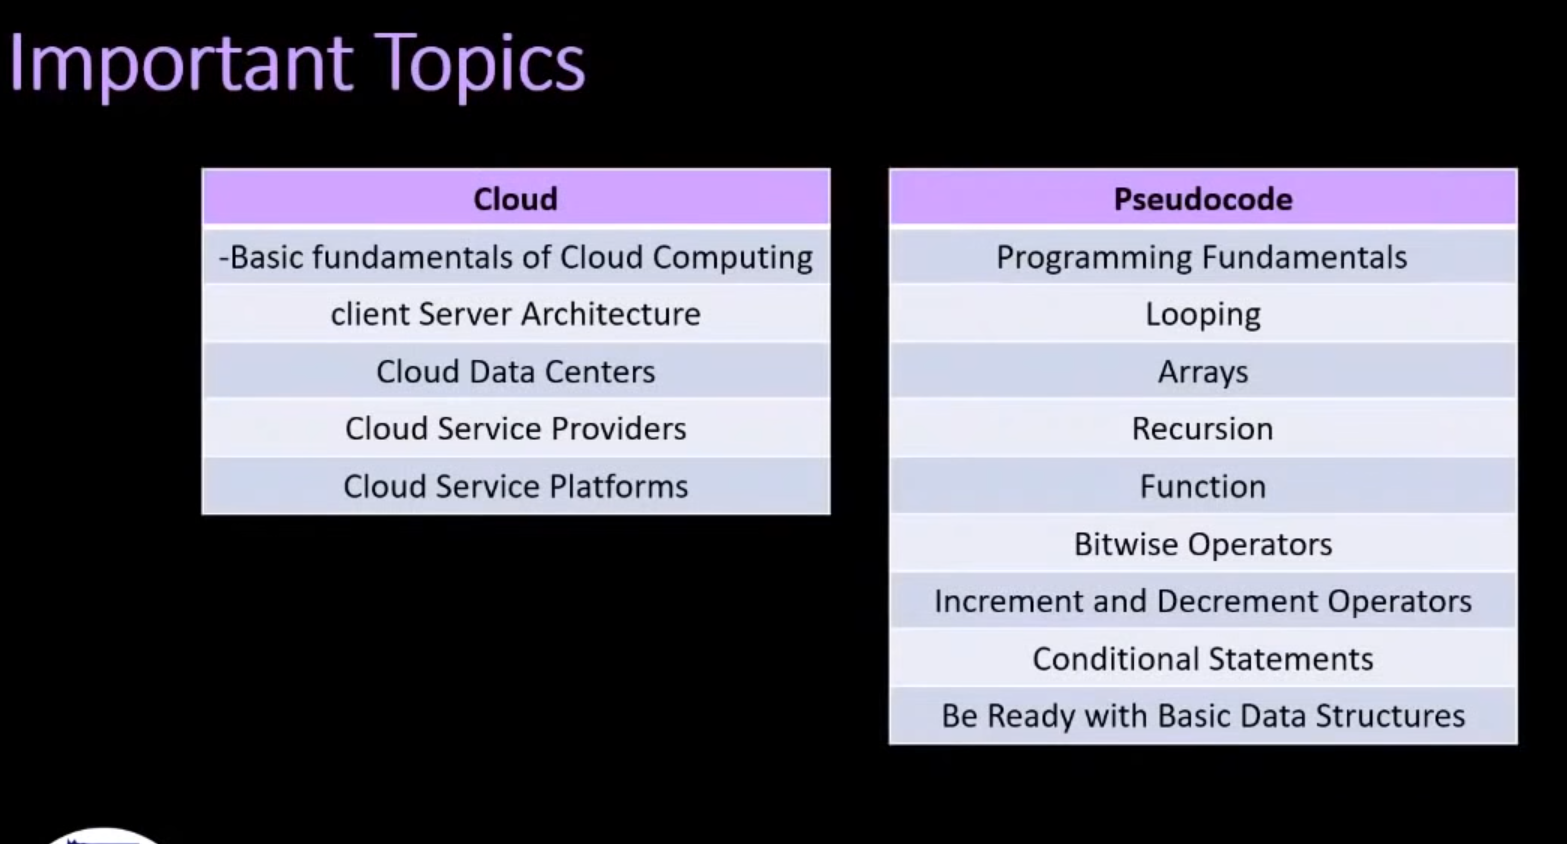 Important Topics
Cloud
-Basic fundamentals of Cloud Computing
client Server Architecture
Cloud Data Centers
Cloud Service Providers
Cloud Service Platforms
Pseudocode
Programming Fundamentals
Looping
Arrays
Recursion
Function
Bitwise Operators
Increment and Decrement Operators
Conditional Statements
Be Ready with Basic Data Structures